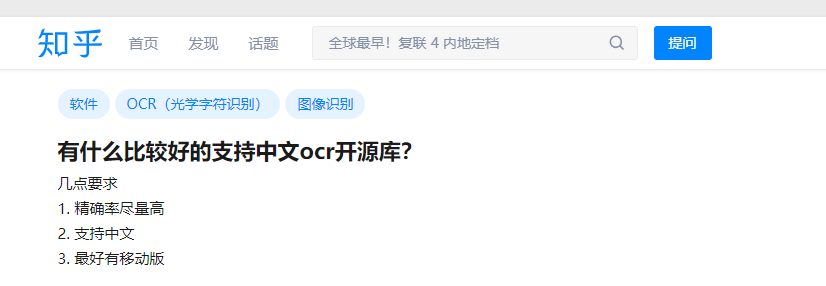 知乎 首页 发现 话题 全球最早！复联 4 内地定档 提问
软件 OCR（光学字符识别） 图像识别
有什么比较好的支持中文ocr开源库？
几点要求
1. 精确率尽量高
2. 支持中文
3. 最好有移动版